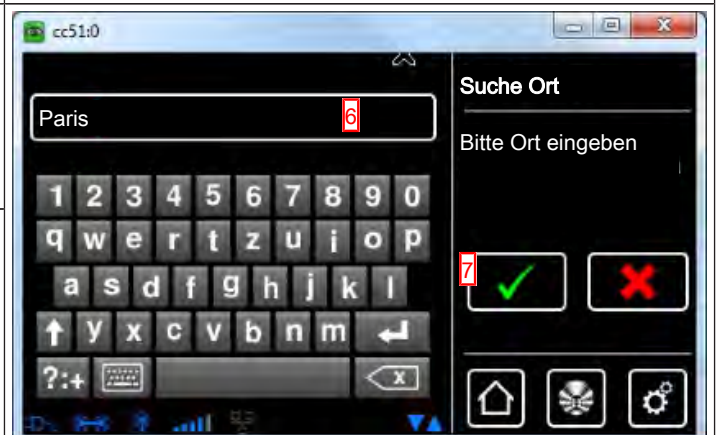 cc51:0
Suche Ort
Paris 6
Bitte Ort eingeben
1 2 3 4 5 6 7 8 9 0
q w e r t z u i o p
7
a s d f g h j k l
y x c v b n m
?:+
x